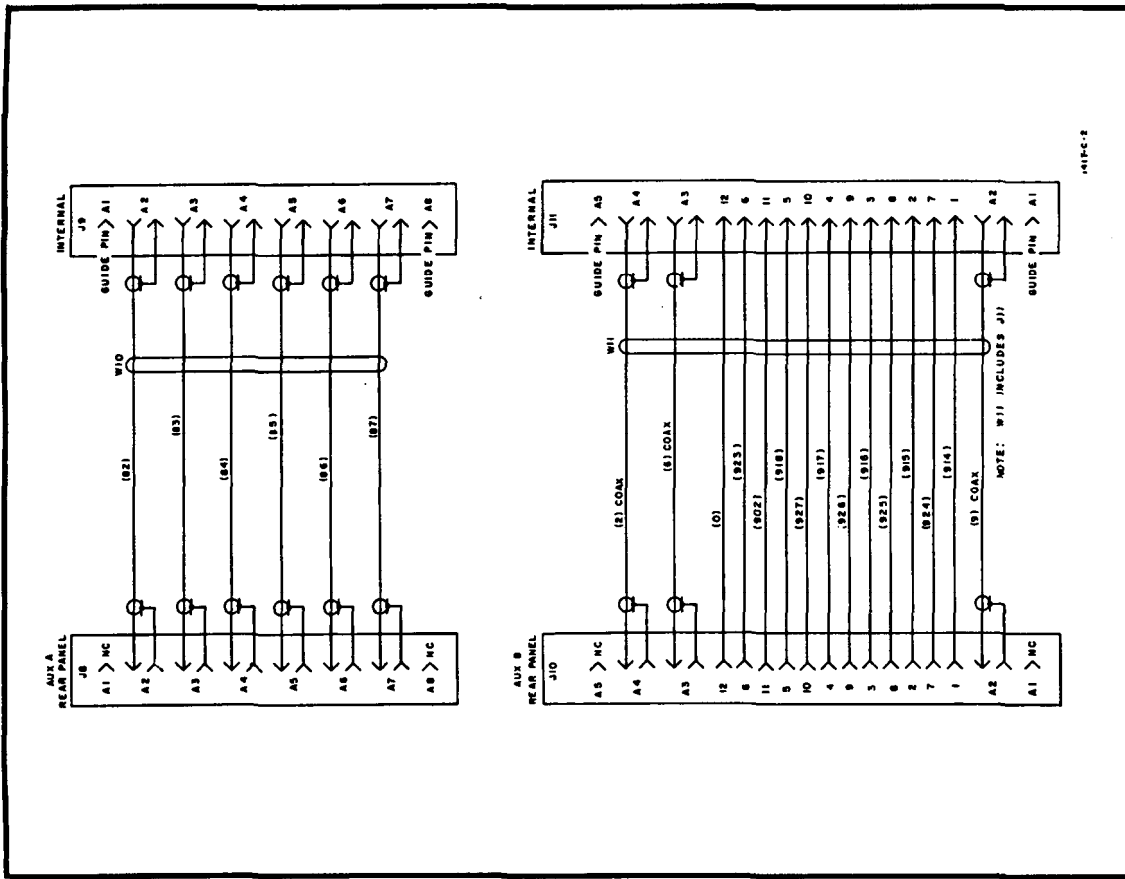 AUX A
REAR PANEL
J8
A1 NC
A2
A3
A4
A5
A6
A7
A8 NC
(82)
(83)
(84)
(85)
(86)
(87)
W10
INTERNAL
J9
GUIDE PIN A1
A2
A3
A4
A5
A6
A7
GUIDE PIN A8
AUX B
REAR PANEL
J10
A5 NC
A4
A3
12
6
11
5
10
4
9
3
8
2
7
1
A2
A1 NC
(2) COAX
(6) COAX
(0)
(923)
(902)
(918)
(927)
(917)
(926)
(916)
(925)
(915)
(924)
(914)
(9) COAX
W11
NOTE: W11 INCLUDES J11
INTERNAL
J11
GUIDE PIN A5
A4
A3
12
6
11
5
10
4
9
3
8
2
7
1
A2
GUIDE PIN A1
1417-C-2